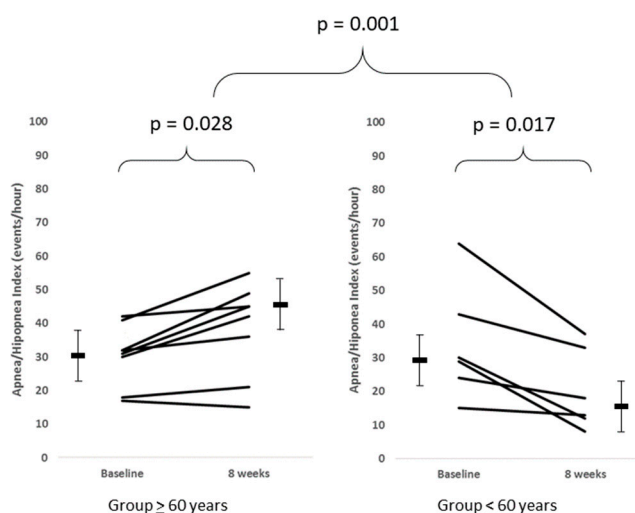 p = 0.001
p = 0.028
Apnea/Hipopnea Index (events/hour)
100
90
80
70
60
50
40
30
20
10
0
Baseline
8 weeks
Group ≥ 60 years
p = 0.017
Apnea/Hiponea Index (events/hour)
100
90
80
70
60
50
40
30
20
10
0
Baseline
8 weeks
Group < 60 years